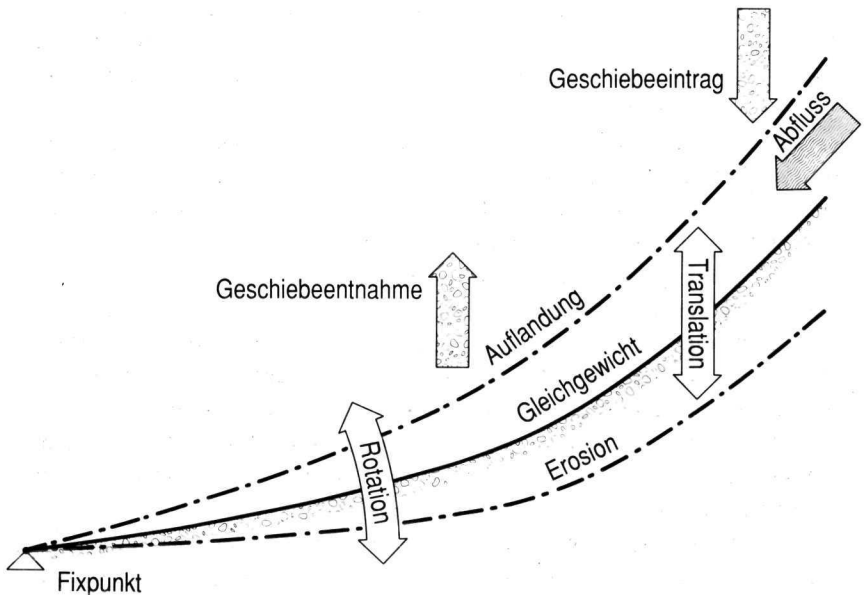 Geschiebeeintrag
Abfluss
Geschiebeentnahme
Auflandung
Translation
Gleichgewicht
Rotation
Erosion
Fixpunkt